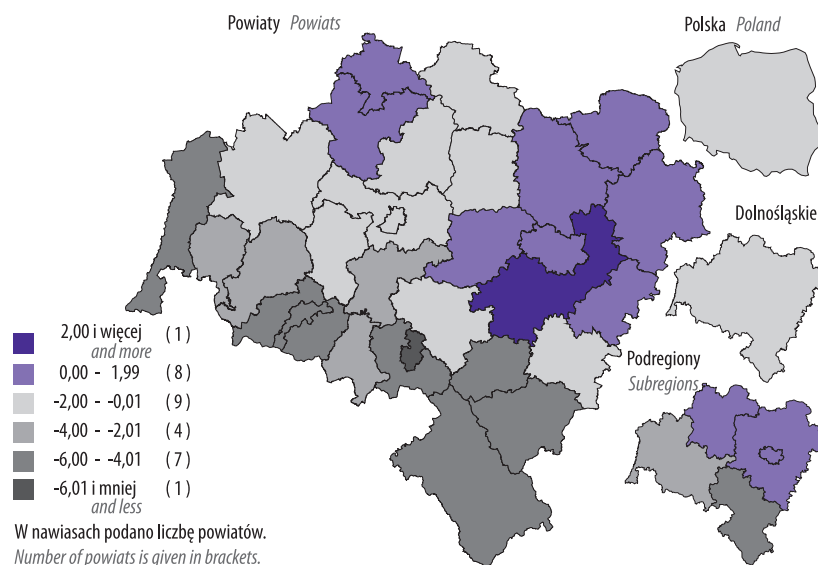 Powiaty Powiats
Polska Poland
Dolnośląskie
Podregiony
Subregions
2,00 i więcej ( 1 )
and more
0,00 - 1,99 ( 8 )
-2,00 - -0,01 ( 9 )
-4,00 - -2,01 ( 4 )
-6,00 - -4,01 ( 7 )
-6,01 i mniej ( 1 )
and less
W nawiasach podano liczbę powiatów.
Number of powiats is given in brackets.